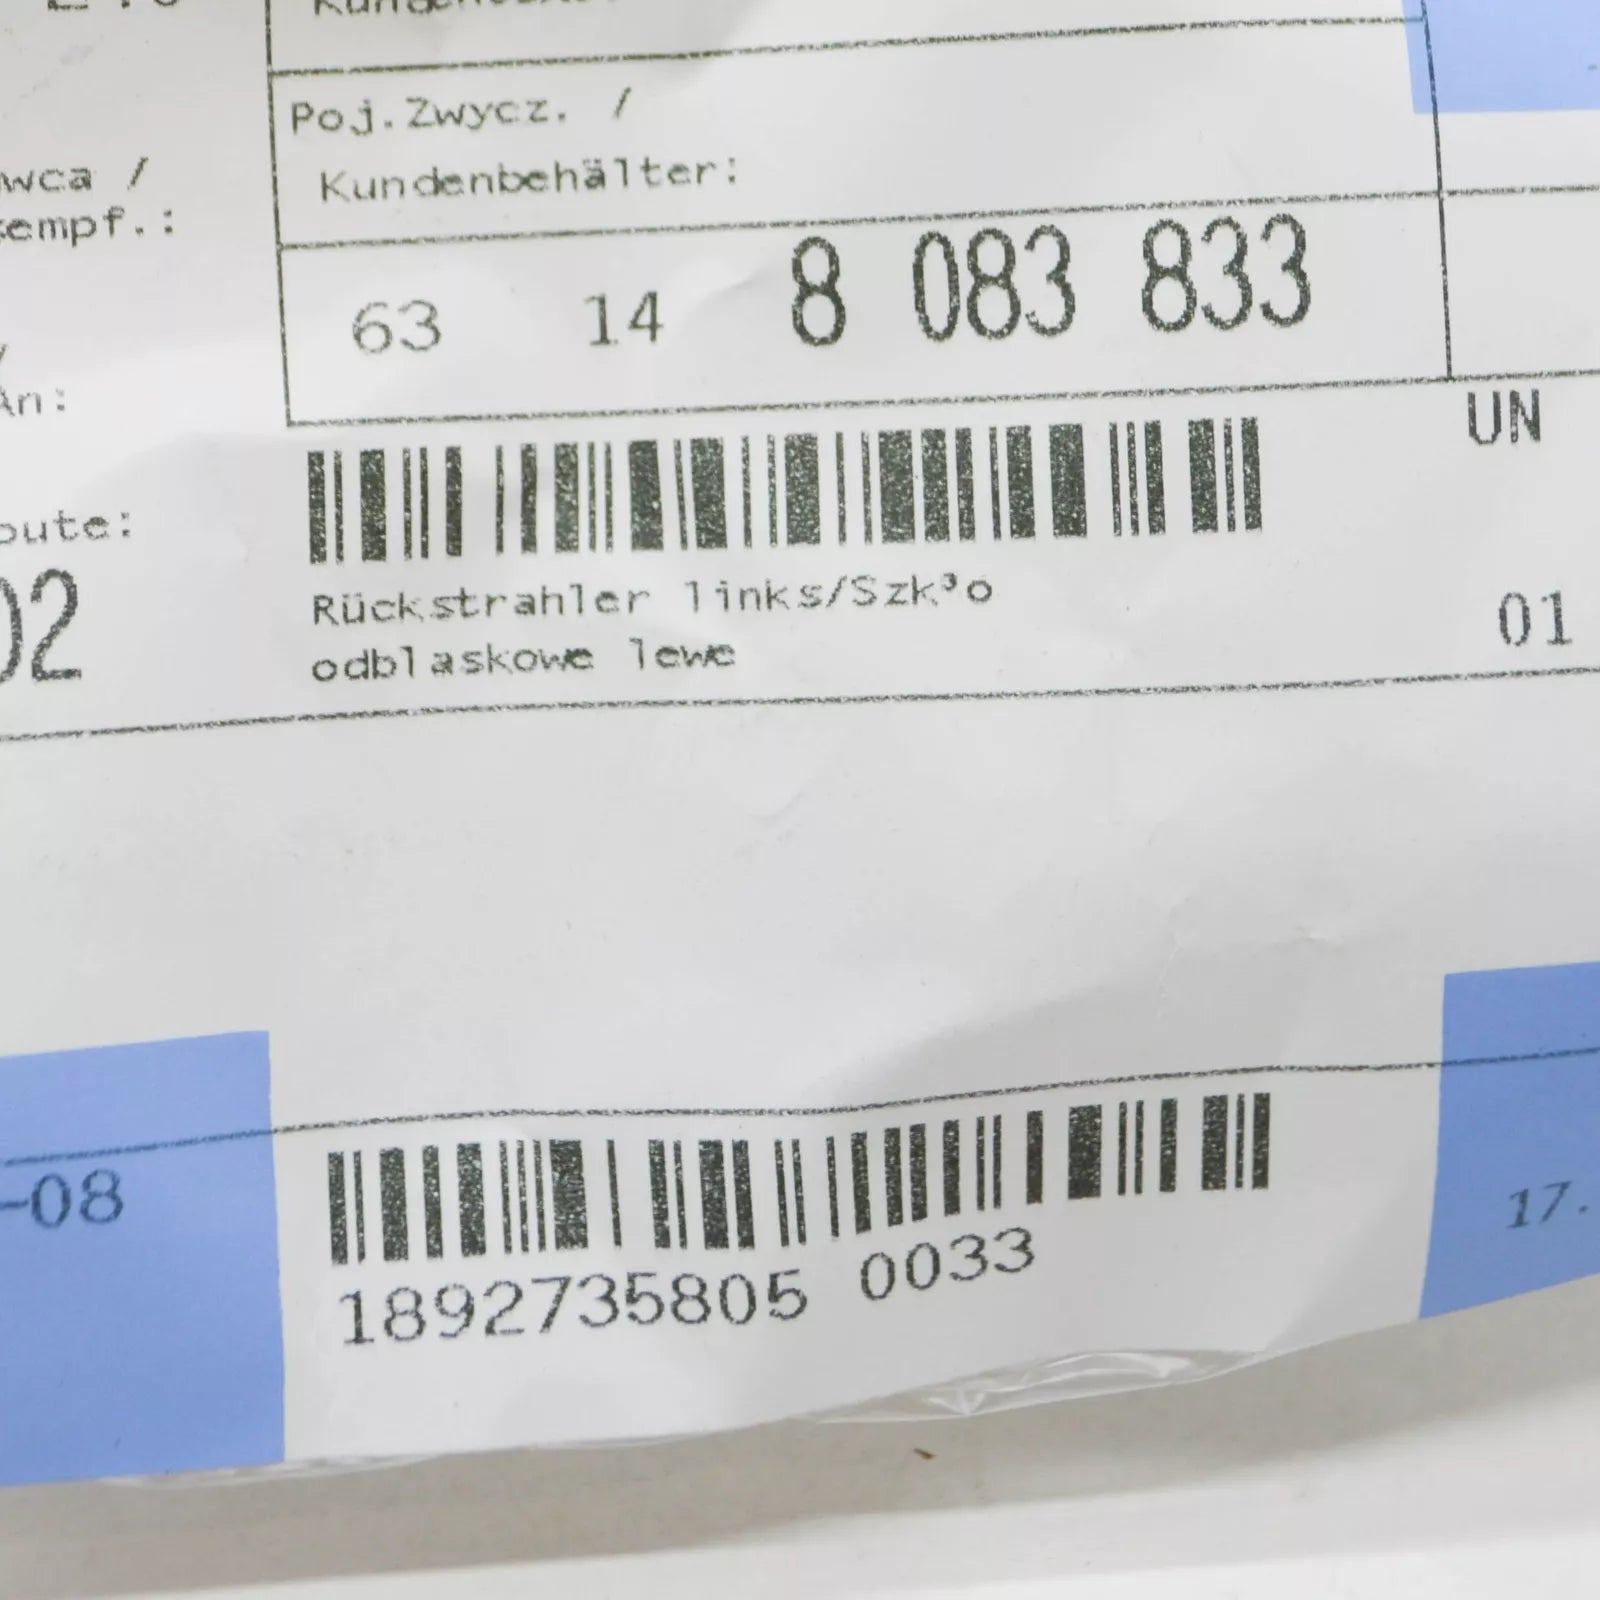 Poj.Zwycz. /
wca /
Kundenbehälter:
empf.:
63 14 8 083 833
An:
UN
oute:
Rückstrahler links/Szk³o
01
02
odblaskowe lewe
-08
17.
1892735805 0033